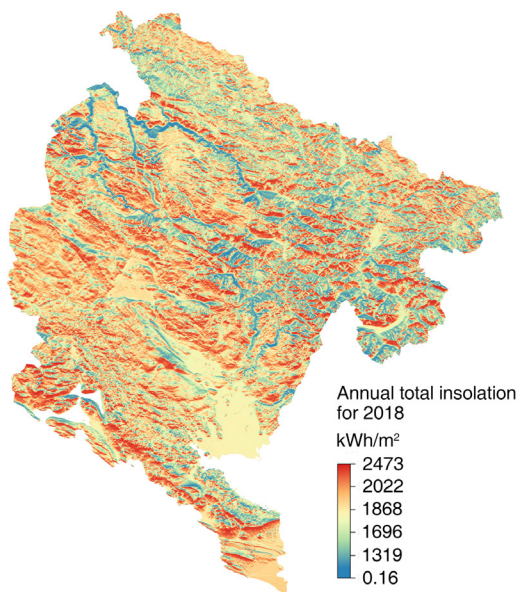 Annual total insolation
for 2018
kWh/m²
2473
2022
1868
1696
1319
0.16